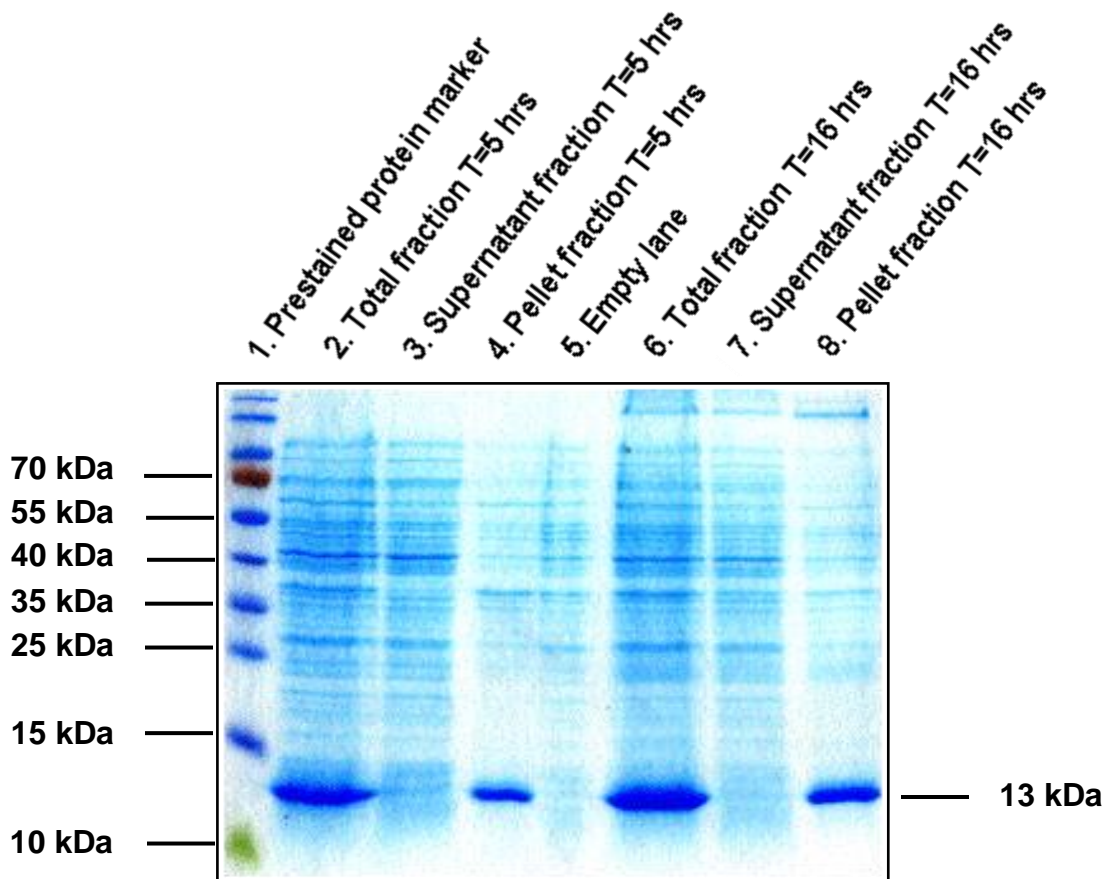 1. Prestained protein marker
2. Total fraction T=5 hrs
3. Supernatant fraction T=5 hrs
4. Pellet fraction T=5 hrs
5. Empty lane
6. Total fraction T=16 hrs
7. Supernatant fraction T=16 hrs
8. Pellet fraction T=16 hrs
70 kDa
55 kDa
40 kDa
35 kDa
25 kDa
15 kDa
13 kDa
10 kDa